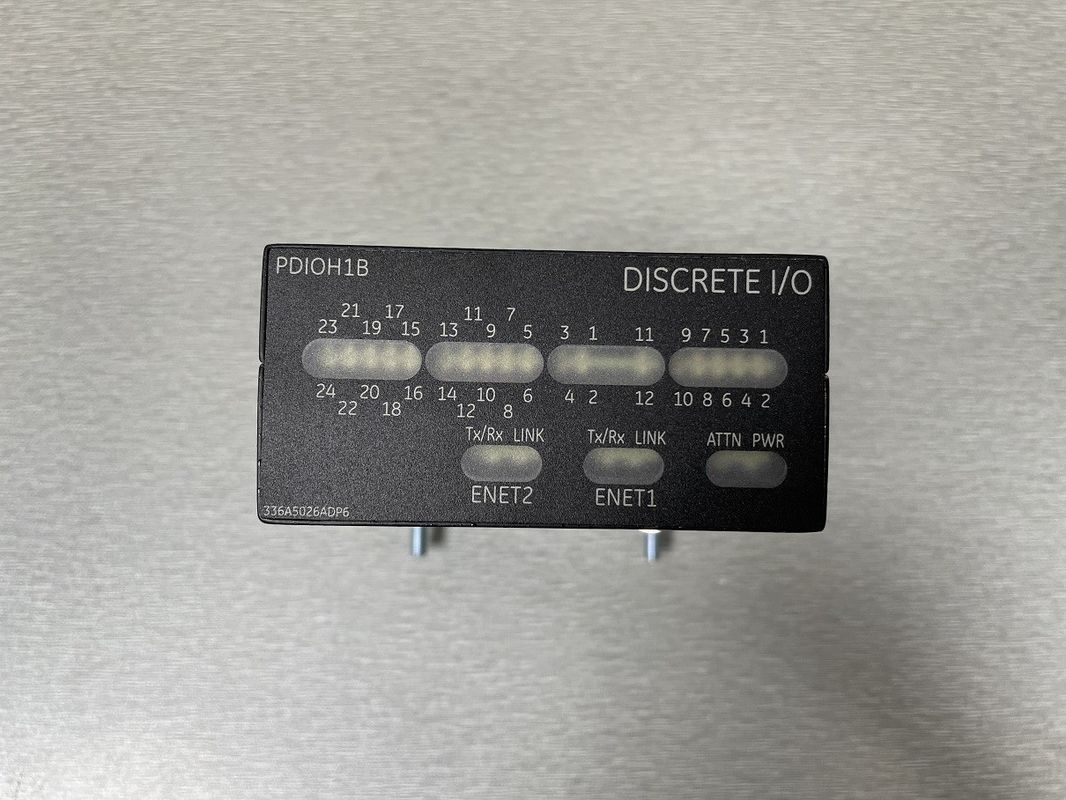 PDIOH1B
DISCRETE I/O
21 17 11 7
23 19 15 13 9 5 3 1 11 9 7 5 3 1
24 20 16 14 10 6 4 2 12 10 8 6 4 2
22 18 12 8
Tx/Rx LINK Tx/Rx LINK ATTN PWR
ENET2 ENET1
336A5026ADP6